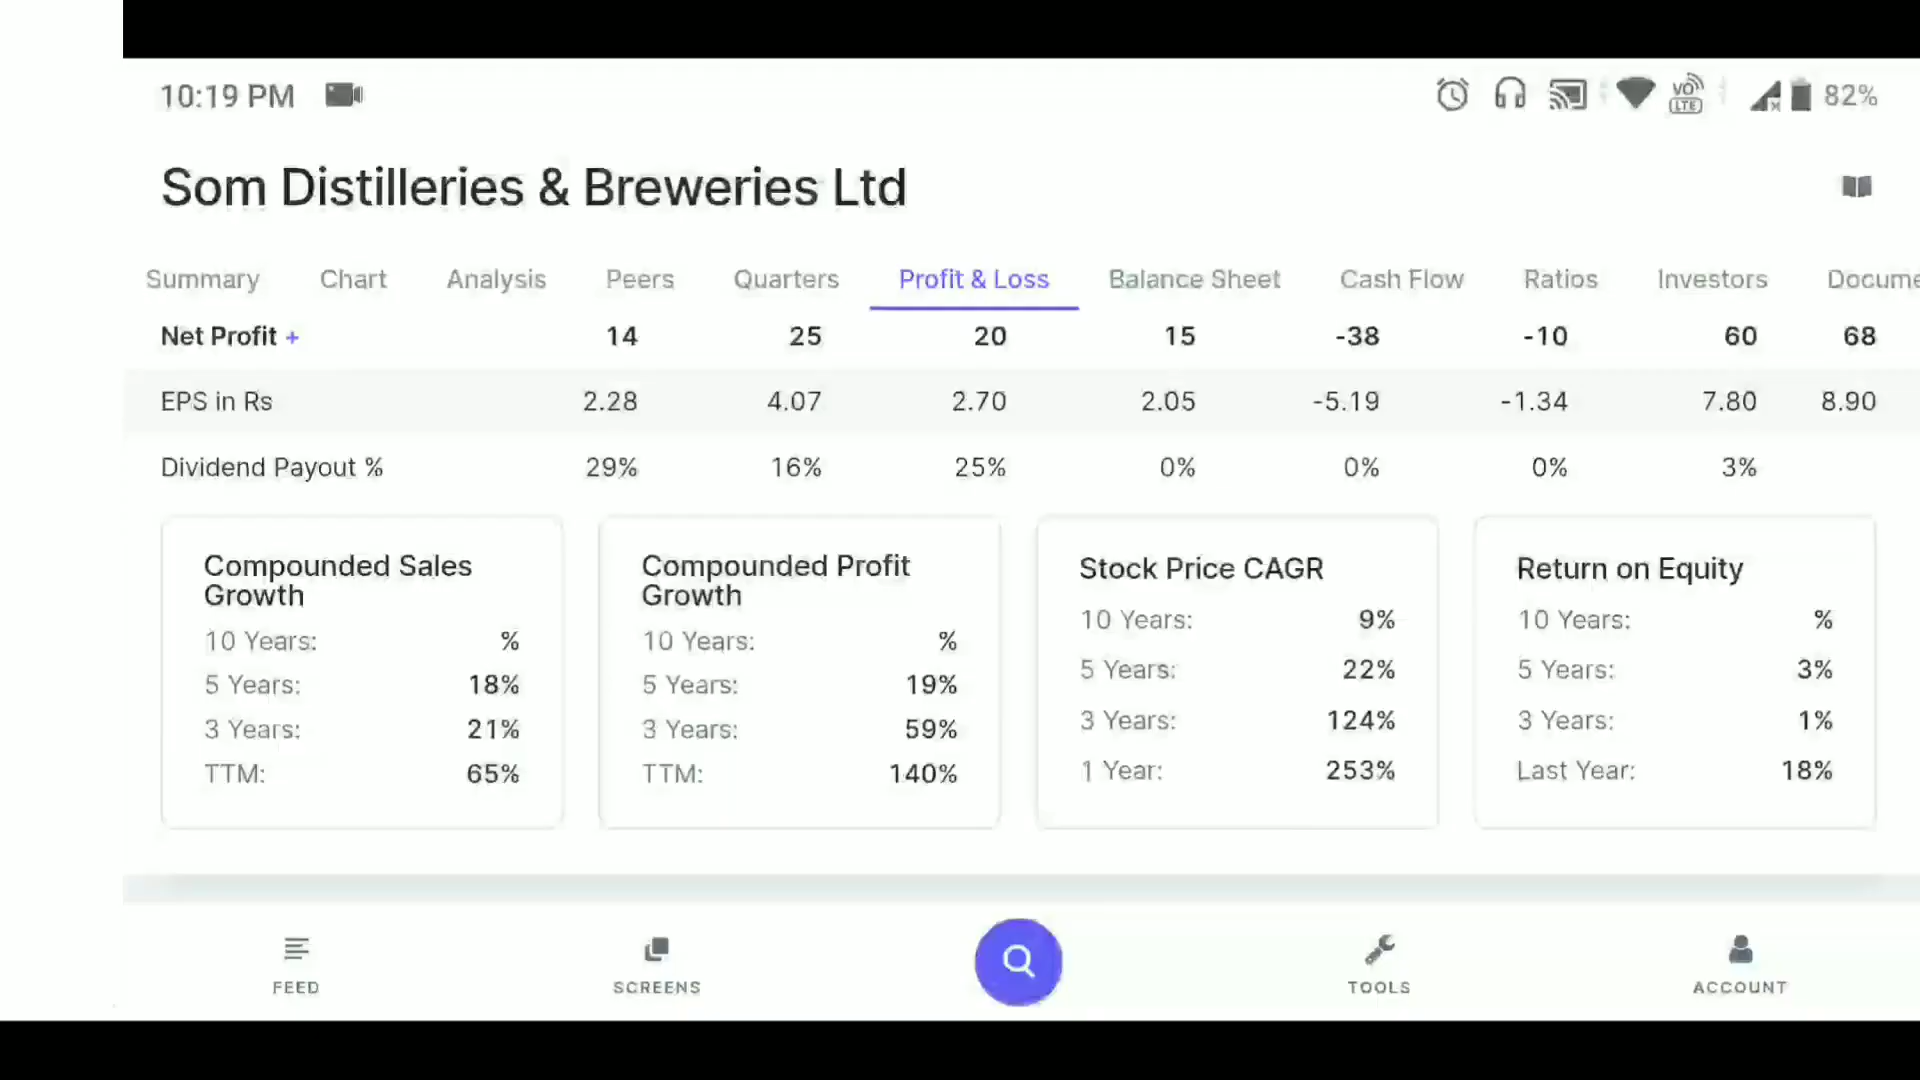 10:19 PM 82%
VO LTE
Som Distilleries & Breweries Ltd
Summary Chart Analysis Peers Quarters Profit & Loss Balance Sheet Cash Flow Ratios Investors Docume
Net Profit + 14 25 20 15 -38 -10 60 68
EPS in Rs 2.28 4.07 2.70 2.05 -5.19 -1.34 7.80 8.90
Dividend Payout % 29% 16% 25% 0% 0% 0% 3%
Compounded Sales
Growth
10 Years: %
5 Years: 18%
3 Years: 21%
TTM: 65%
Compounded Profit
Growth
10 Years: %
5 Years: 19%
3 Years: 59%
TTM: 140%
Stock Price CAGR
10 Years: 9%
5 Years: 22%
3 Years: 124%
1 Year: 253%
Return on Equity
10 Years: %
5 Years: 3%
3 Years: 1%
Last Year: 18%
FEED SCREENS TOOLS ACCOUNT